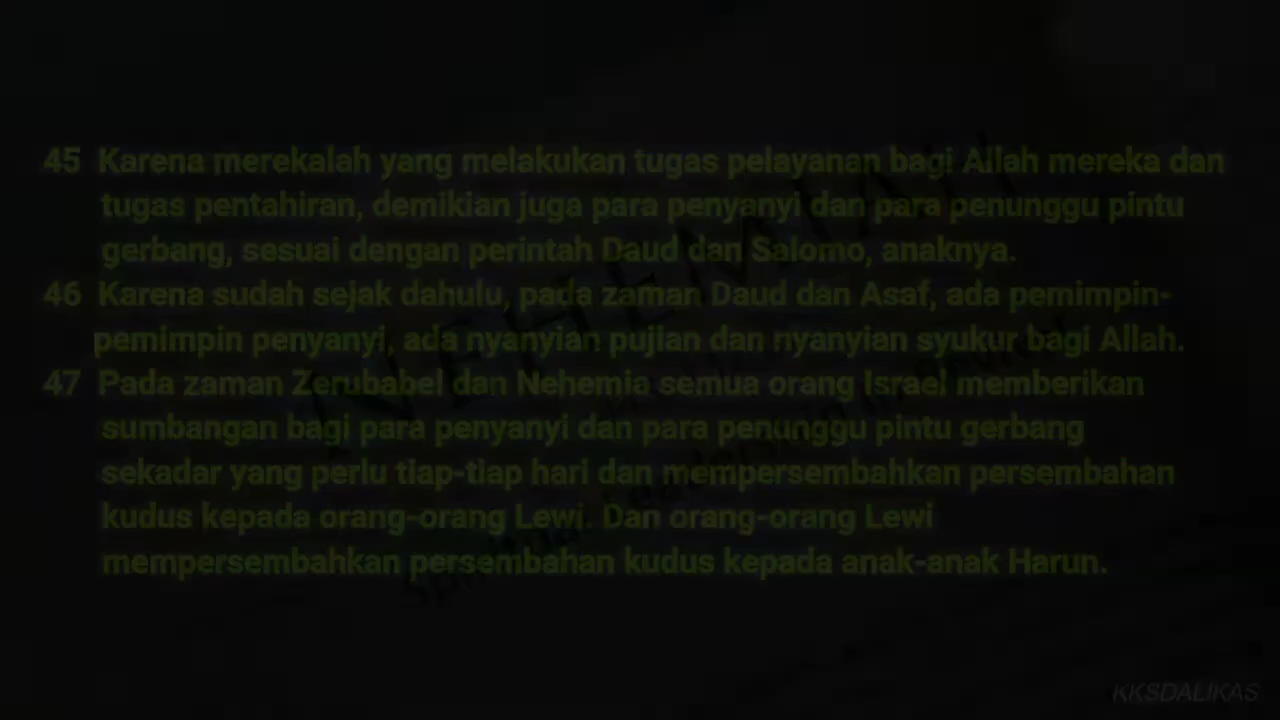 45 Karena merekalah yang melakukan tugas pelayanan bagi Allah mereka dan
tugas pentahiran, demikian juga para penyanyi dan para penunggu pintu
gerbang, sesuai dengan perintah Daud dan Salomo, anaknya.
46 Karena sudah sejak dahulu, pada zaman Daud dan Asaf, ada pemimpin-
pemimpin penyanyi, ada nyanyian pujian dan nyanyian syukur bagi Allah.
47 Pada zaman Zerubabel dan Nehemia semua orang Israel memberikan
sumbangan bagi para penyanyi dan para penunggu pintu gerbang
sekadar yang perlu tiap-tiap hari dan mempersembahkan persembahan
kudus kepada orang-orang Lewi. Dan orang-orang Lewi
mempersembahkan persembahan kudus kepada anak-anak Harun.
NEHEMIAH
Spiritual Leadership in
KKSDALIKAS